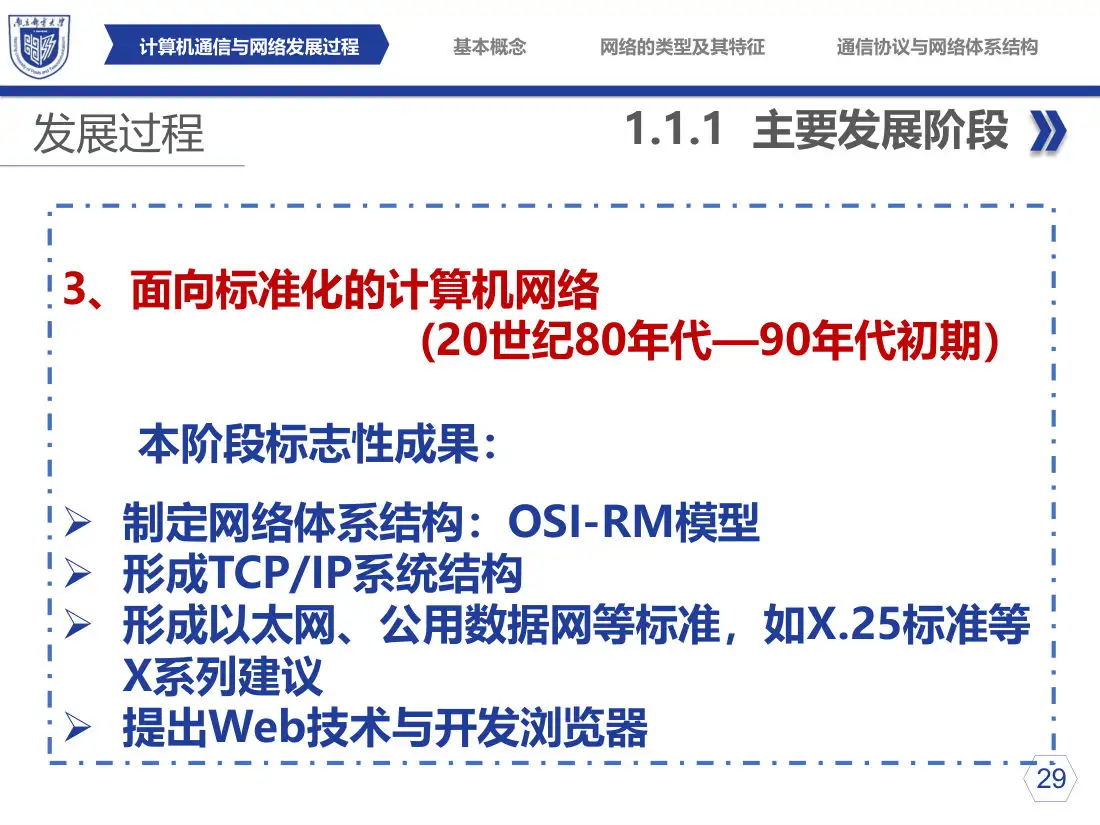 南京邮电大学
计算机通信与网络发展过程 基本概念 网络的类型及其特征 通信协议与网络体系结构
发展过程
1.1.1 主要发展阶段
3、面向标准化的计算机网络
(20世纪80年代—90年代初期）
本阶段标志性成果：
➢ 制定网络体系结构：OSI-RM模型
➢ 形成TCP/IP系统结构
➢ 形成以太网、公用数据网等标准，如X.25标准等
X系列建议
➢ 提出Web技术与开发浏览器
29